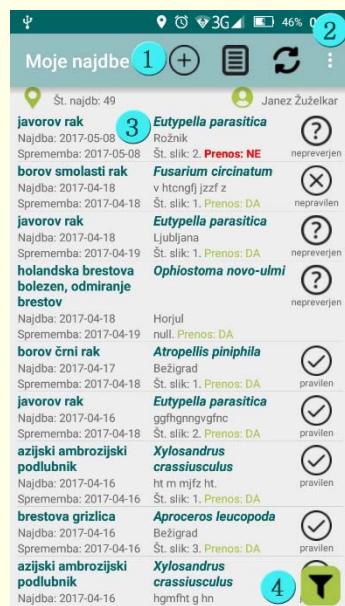 3G 46% 0
2
Moje najdbe 1
Št. najdb: 49 Janez Žuželkar
javorov rak 3 Eutypella parasitica
Najdba: 2017-05-08 Rožnik
Sprememba: 2017-05-08 Št. slik: 2. Prenos: NE nepreverjen
borov smolasti rak Fusarium circinatum
Najdba: 2017-04-18 v htcngfj jzzf z
Sprememba: 2017-04-18 Št. slik: 1. Prenos: DA nepravilen
javorov rak Eutypella parasitica
Najdba: 2017-04-18 Ljubljana
Sprememba: 2017-04-18 Št. slik: 1. Prenos: DA nepreverjen
holandska brestova Ophiostoma novo-ulmi
bolezen, odmiranje
brestov nepreverjen
Najdba: 2017-04-18 Horjul
Sprememba: 2017-04-19 null. Prenos: DA
borov črni rak Atropellis piniphila
Najdba: 2017-04-17 Bežigrad
Sprememba: 2017-04-18 Št. slik: 1. Prenos: DA pravilen
javorov rak Eutypella parasitica
Najdba: 2017-04-16 ggfhgnngvgfnc
Sprememba: 2017-04-18 Št. slik: 2. Prenos: DA pravilen
azijski ambrozijski Xylosandrus
podlubnik crassiusculus
Najdba: 2017-04-16 ht m mjfz ht.
Sprememba: 2017-04-16 Št. slik: 1. Prenos: DA pravilen
brestova grizlica Aproceros leucopoda
Najdba: 2017-04-16 Bežigrad
Sprememba: 2017-04-16 Št. slik: 3. Prenos: DA pravilen
azijski ambrozijski Xylosandrus
podlubnik crassiusculus 4
Najdba: 2017-04-16 hgmfht g hn